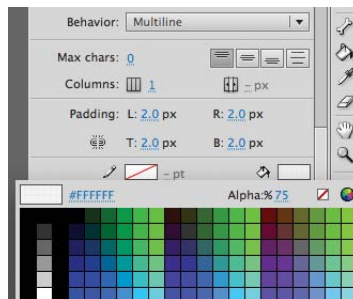 Behavior: Multiline
Max chars: 0
Columns: 1 – px
Padding: L: 2.0 px R: 2.0 px
T: 2.0 px B: 2.0 px
– pt
#FFFFFF Alpha:% 75